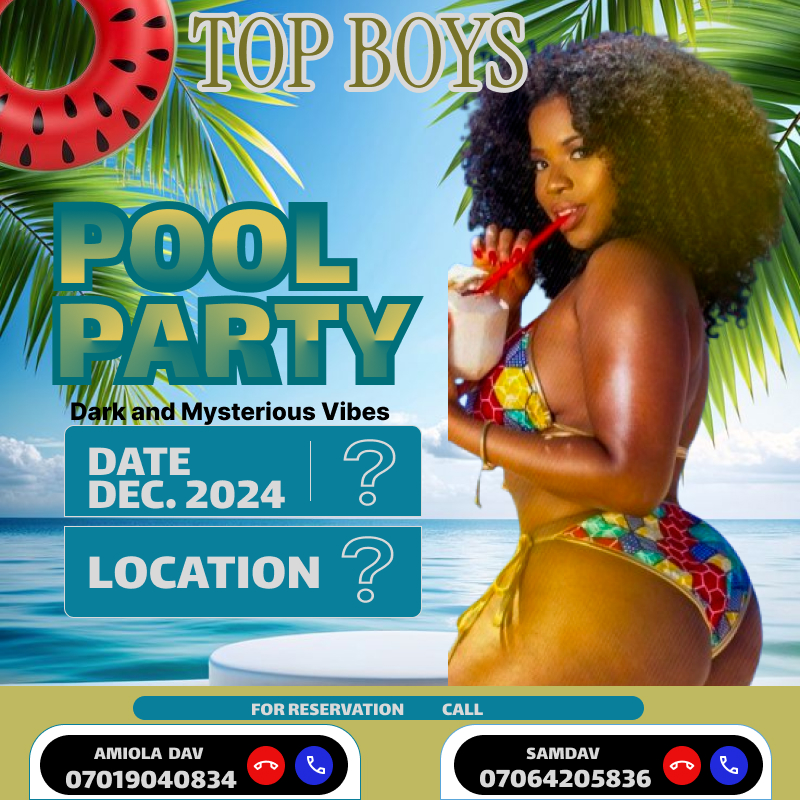 TOP BOYS
POOL
PARTY
Dark and Mysterious Vibes
DATE
DEC. 2024
?
LOCATION
?
FOR RESERVATION CALL
AMIOLA DAV
07019040834
SAMDAV
07064205836